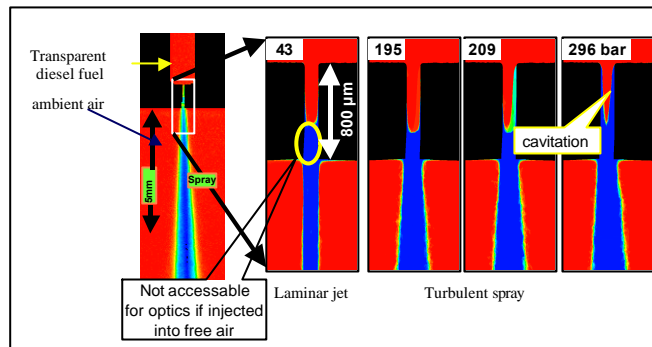 43
195
209
296 bar
Transparent
diesel fuel
ambient air
800 µm
cavitation
5mm
Spray
Not accessable
for optics if injected
into free air
Laminar jet
Turbulent spray